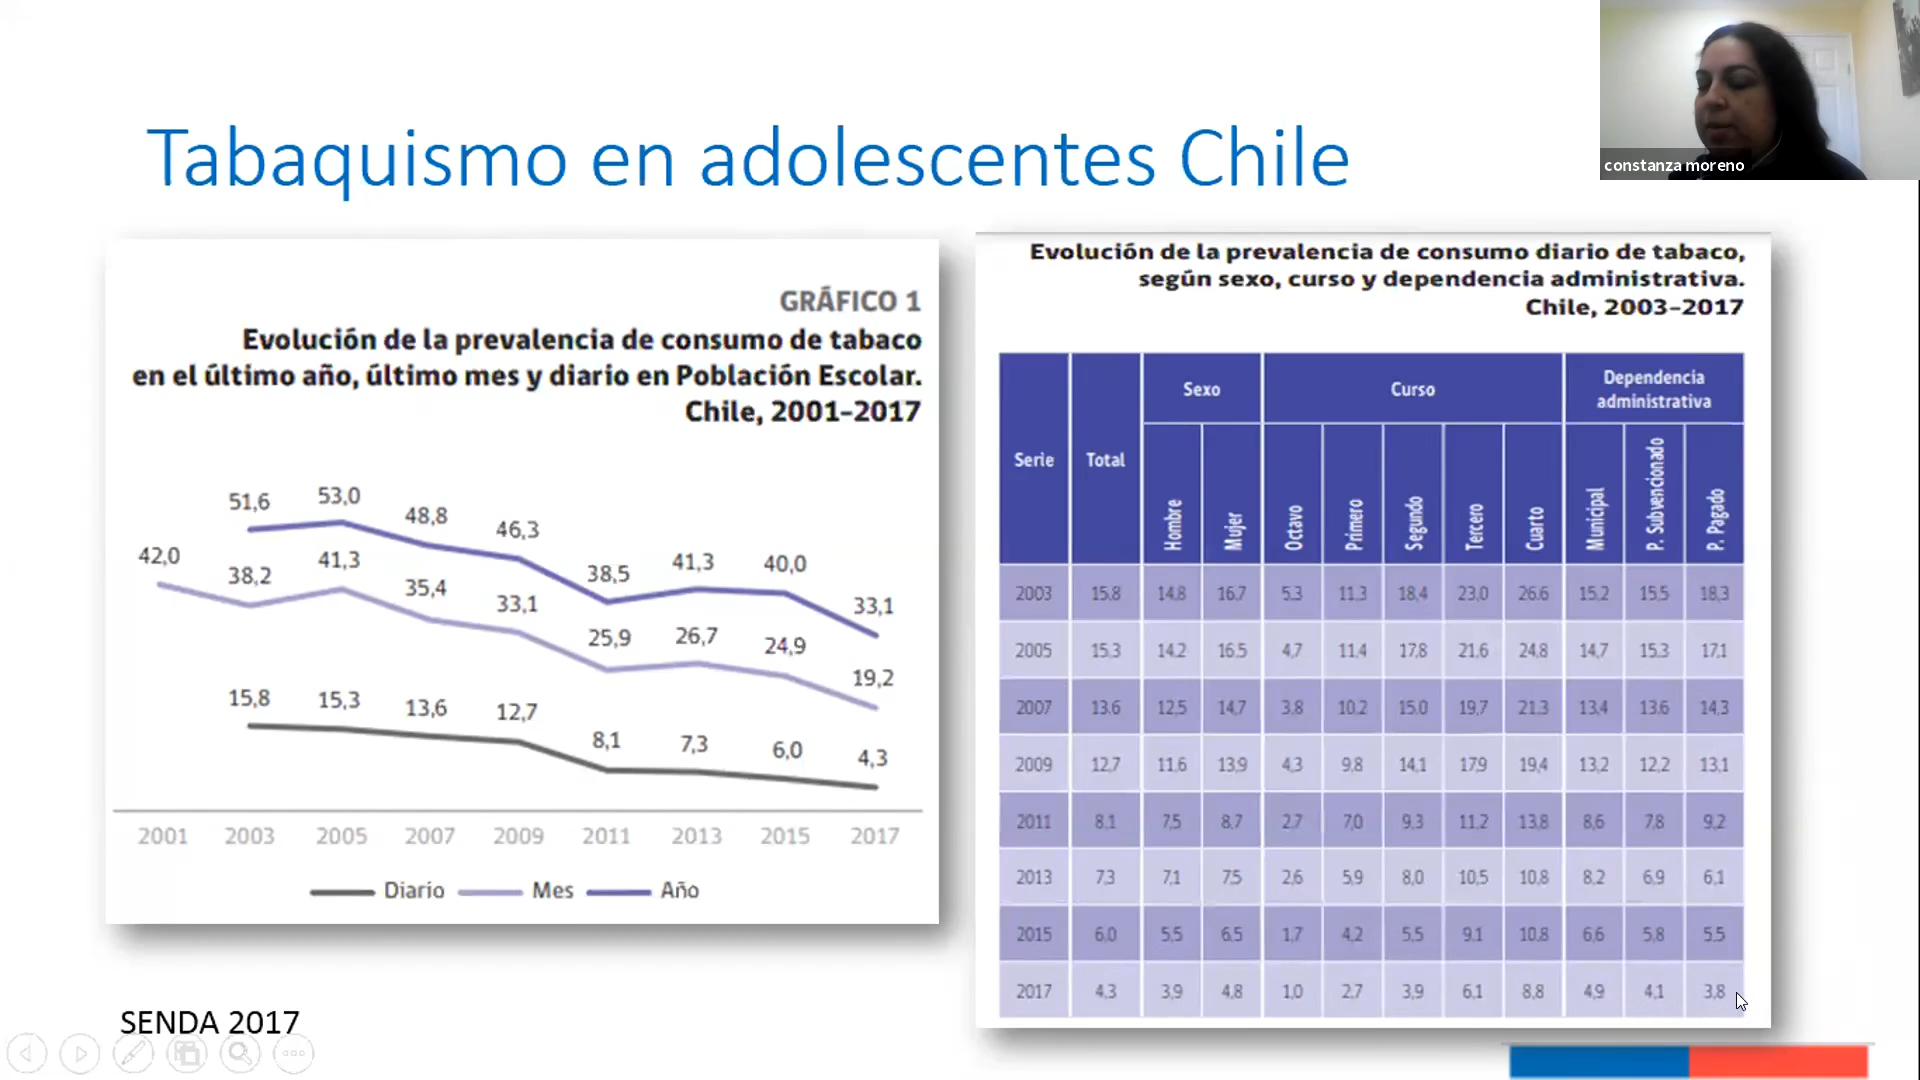 constanza moreno
Tabaquismo en adolescentes Chile
GRÁFICO 1
Evolución de la prevalencia de consumo de tabaco
en el último año, último mes y diario en Población Escolar.
Chile, 2001–2017
51,6 53,0 48,8 46,3 38,5 41,3 40,0 33,1
42,0 38,2 41,3 35,4 33,1 25,9 26,7 24,9 19,2
15,8 15,3 13,6 12,7 8,1 7,3 6,0 4,3
2001 2003 2005 2007 2009 2011 2013 2015 2017
Diario Mes Año
Evolución de la prevalencia de consumo diario de tabaco,
según sexo, curso y dependencia administrativa.
Chile, 2003–2017
Serie Total Sexo Curso Dependencia
administrativa
Hombre Mujer Octavo Primero Segundo Tercero Cuarto Municipal P. Subvencionado P. Pagado
2003 15,8 14,8 16,7 5,3 11,3 18,4 23,0 26,6 15,2 15,5 18,3
2005 15,3 14,2 16,5 4,7 11,4 17,8 21,6 24,8 14,7 15,3 17,1
2007 13,6 12,5 14,7 3,8 10,2 15,0 19,7 21,3 13,4 13,6 14,3
2009 12,7 11,6 13,9 4,3 9,8 14,1 17,9 19,4 13,2 12,2 13,1
2011 8,1 7,5 8,7 2,7 7,0 9,3 11,2 13,8 8,6 7,8 9,2
2013 7,3 7,1 7,5 2,6 5,9 8,0 10,5 10,8 8,2 6,9 6,1
2015 6,0 5,5 6,5 1,7 4,2 5,5 9,1 10,8 6,6 5,8 5,5
2017 4,3 3,9 4,8 1,0 2,7 3,9 6,1 8,8 4,9 4,1 3,8
SENDA 2017